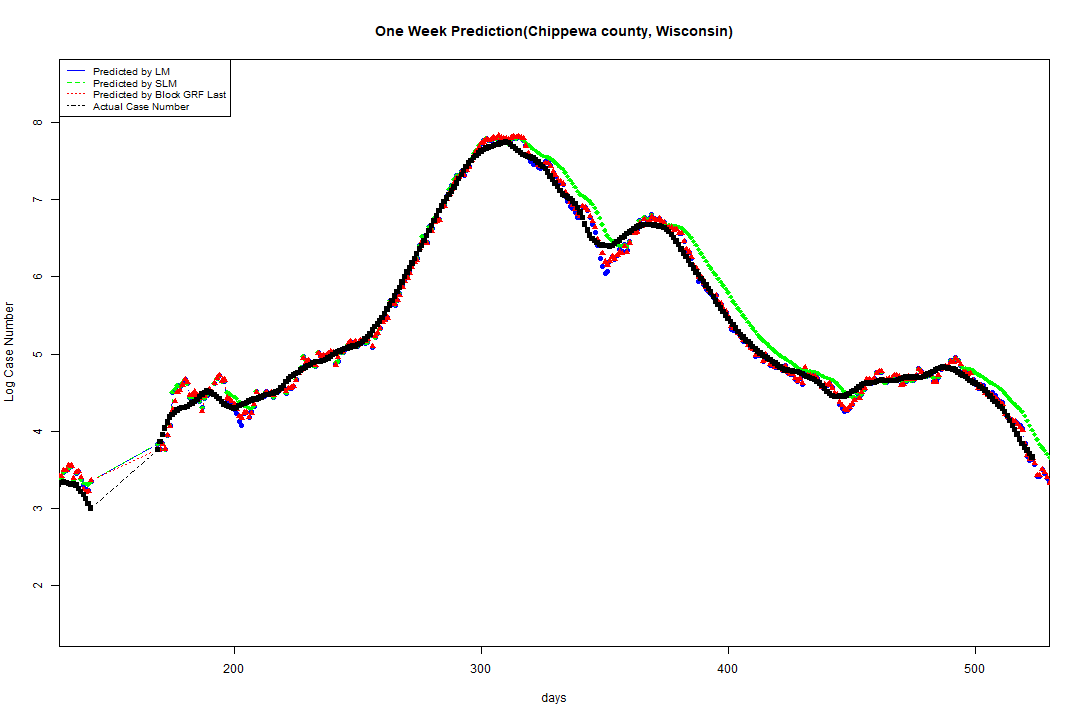 One Week Prediction(Chippewa county, Wisconsin)
Predicted by LM
Predicted by SLM
Predicted by Block GRF Last
Actual Case Number
8
7
6
5
4
3
2
Log Case Number
200 300 400 500
days